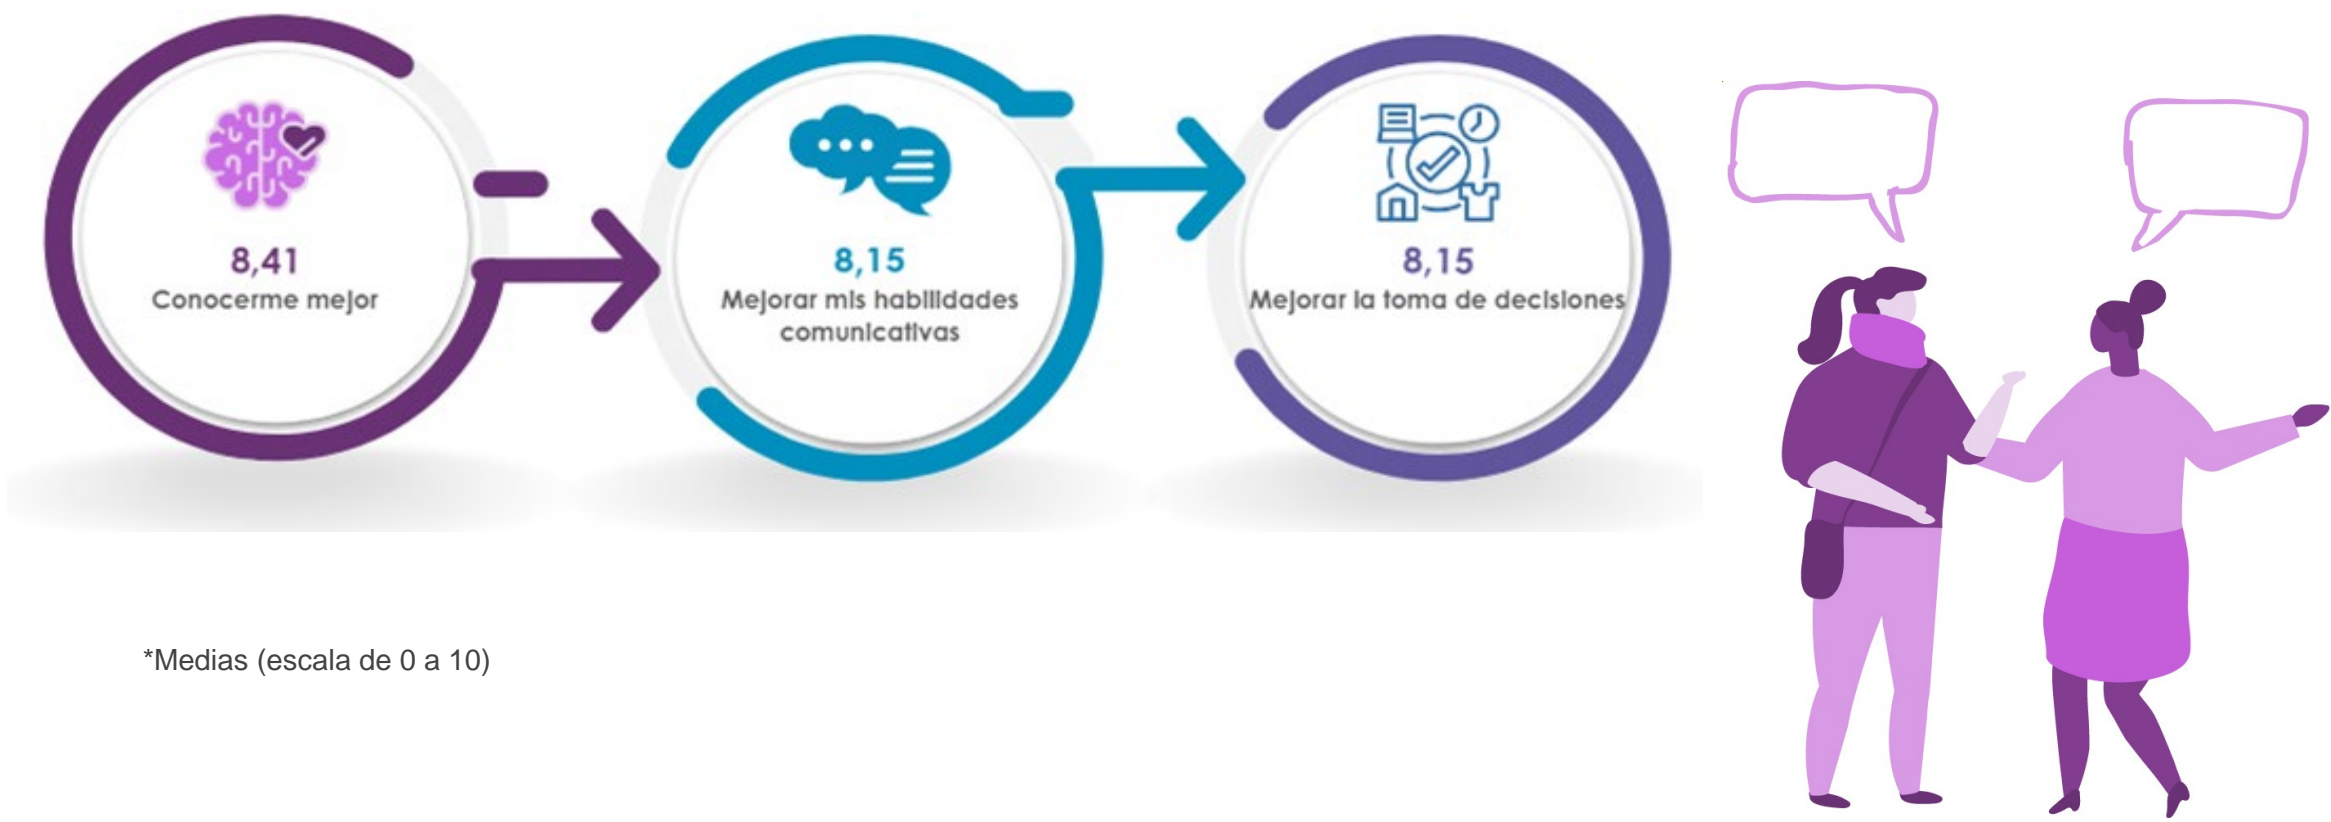 8,41
Conocerme mejor
8,15
Mejorar mis habilidades
comunicativas
8,15
Mejorar la toma de decisiones
*Medias (escala de 0 a 10)